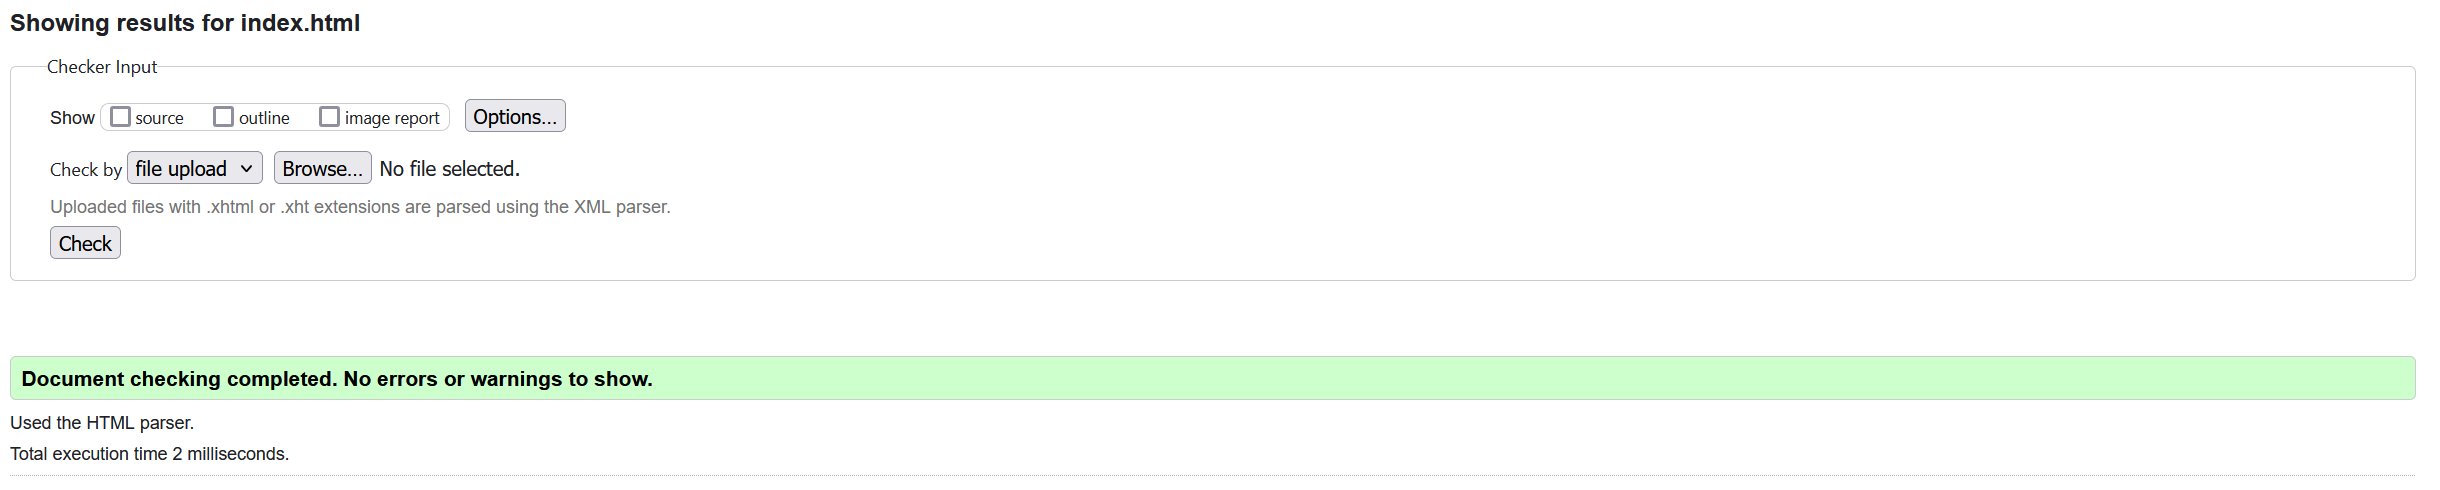 Showing results for index.html
Checker Input
Show source outline image report Options...
Check by file upload Browse... No file selected.
Uploaded files with .xhtml or .xht extensions are parsed using the XML parser.
Check
Document checking completed. No errors or warnings to show.
Used the HTML parser.
Total execution time 2 milliseconds.